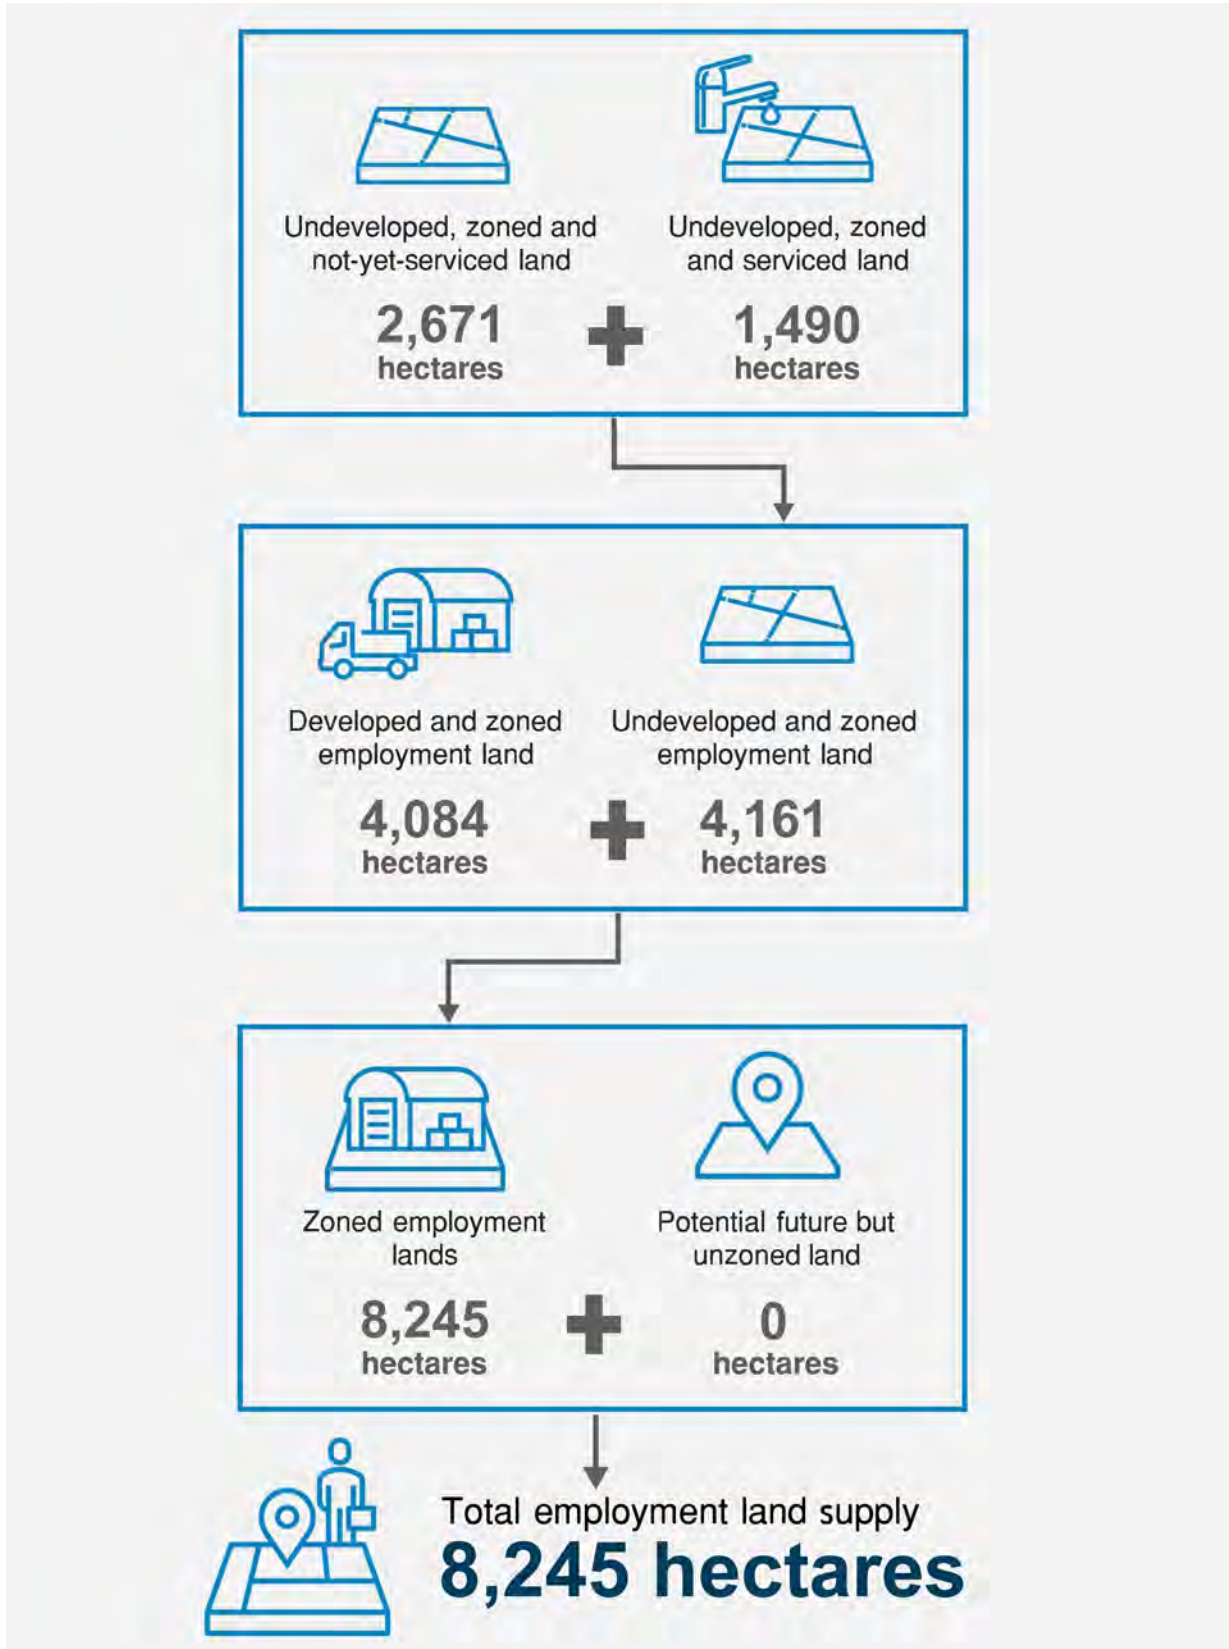 Undeveloped, zoned and
not-yet-serviced land
2,671
hectares
Undeveloped, zoned
and serviced land
1,490
hectares
Developed and zoned
employment land
4,084
hectares
Undeveloped and zoned
employment land
4,161
hectares
Zoned employment
lands
8,245
hectares
Potential future but
unzoned land
0
hectares
Total employment land supply
8,245 hectares